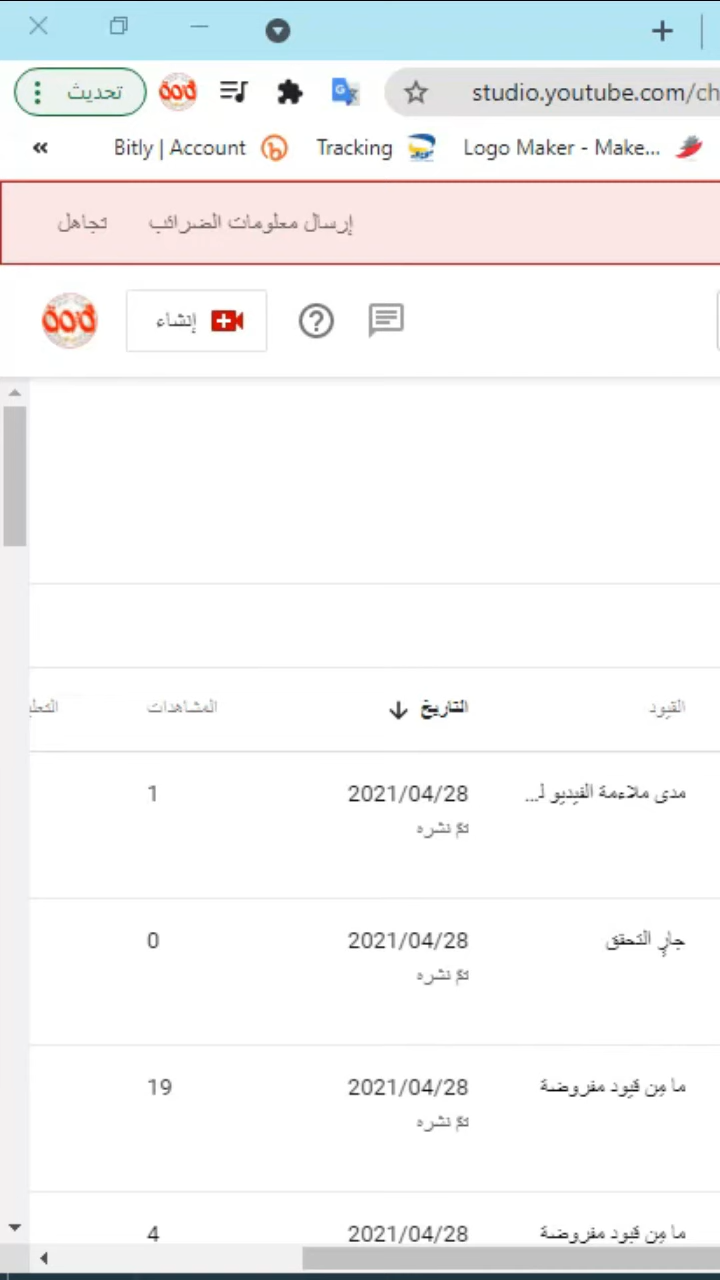 تحديث
studio.youtube.com/ch
Bitly | Account
Tracking
Logo Maker - Make...
إرسال معلومات الضرائب
تجاهل
إنشاء
القيود
التاريخ
المشاهدات
التعلي
مدى ملاءمة الفيديو لـ...
2021/04/28
1
تمّ نشره
جارٍ التحقق
2021/04/28
0
تمّ نشره
ما مِن قيود مفروضة
2021/04/28
19
تمّ نشره
ما مِن قيود مفروضة
2021/04/28
4